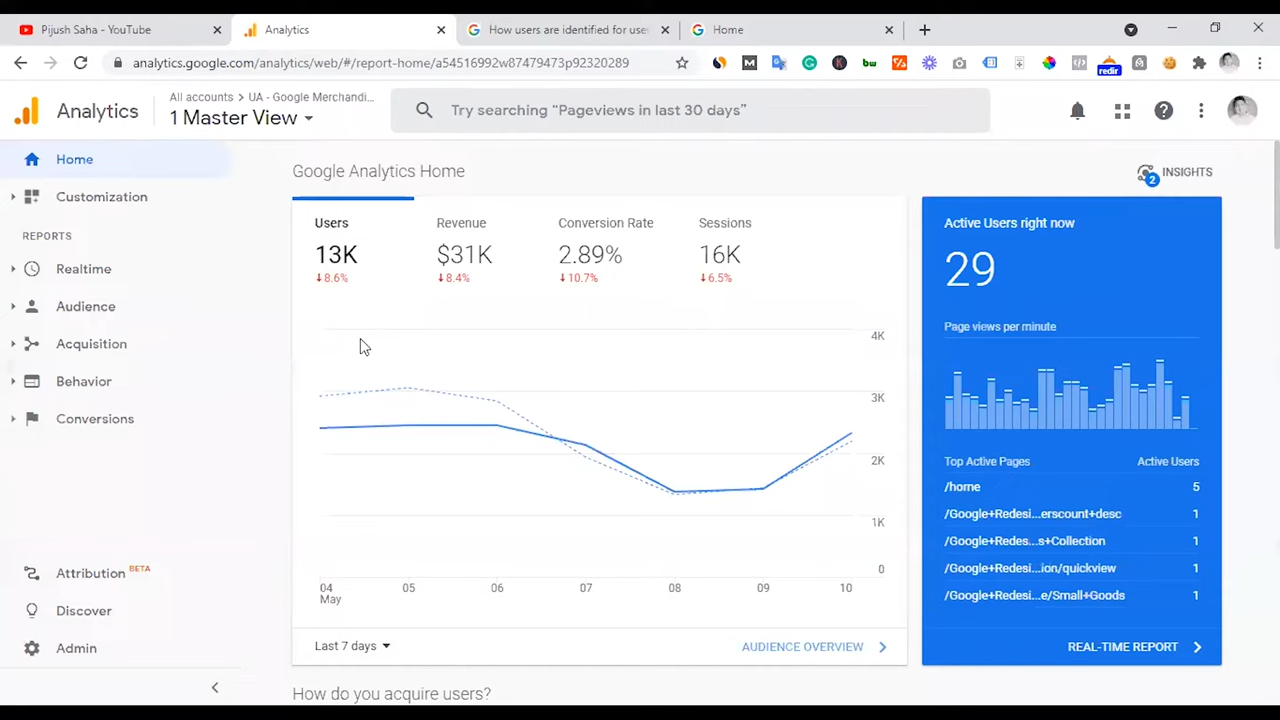 Pijush Saha - YouTube
Analytics
How users are identified for use
Home
analytics.google.com/analytics/web/#/report-home/a54516992w87479473p92320289
bw
redir
Analytics
All accounts > UA - Google Merchandi...
1 Master View
Try searching “Pageviews in last 30 days”
Home
Customization
REPORTS
Realtime
Audience
Acquisition
Behavior
Conversions
Attribution BETA
Discover
Admin
Google Analytics Home
2 INSIGHTS
Users
13K
8.6%
Revenue
$31K
8.4%
Conversion Rate
2.89%
10.7%
Sessions
16K
6.5%
4K
3K
2K
1K
0
04 05 06 07 08 09 10
May
Last 7 days
AUDIENCE OVERVIEW
Active Users right now
29
Page views per minute
Top Active Pages Active Users
/home 5
/Google+Redesi...erscount+desc 1
/Google+Redes...s+Collection 1
/Google+Redesi...ion/quickview 1
/Google+Redesi...e/Small+Goods 1
REAL-TIME REPORT
How do you acquire users?